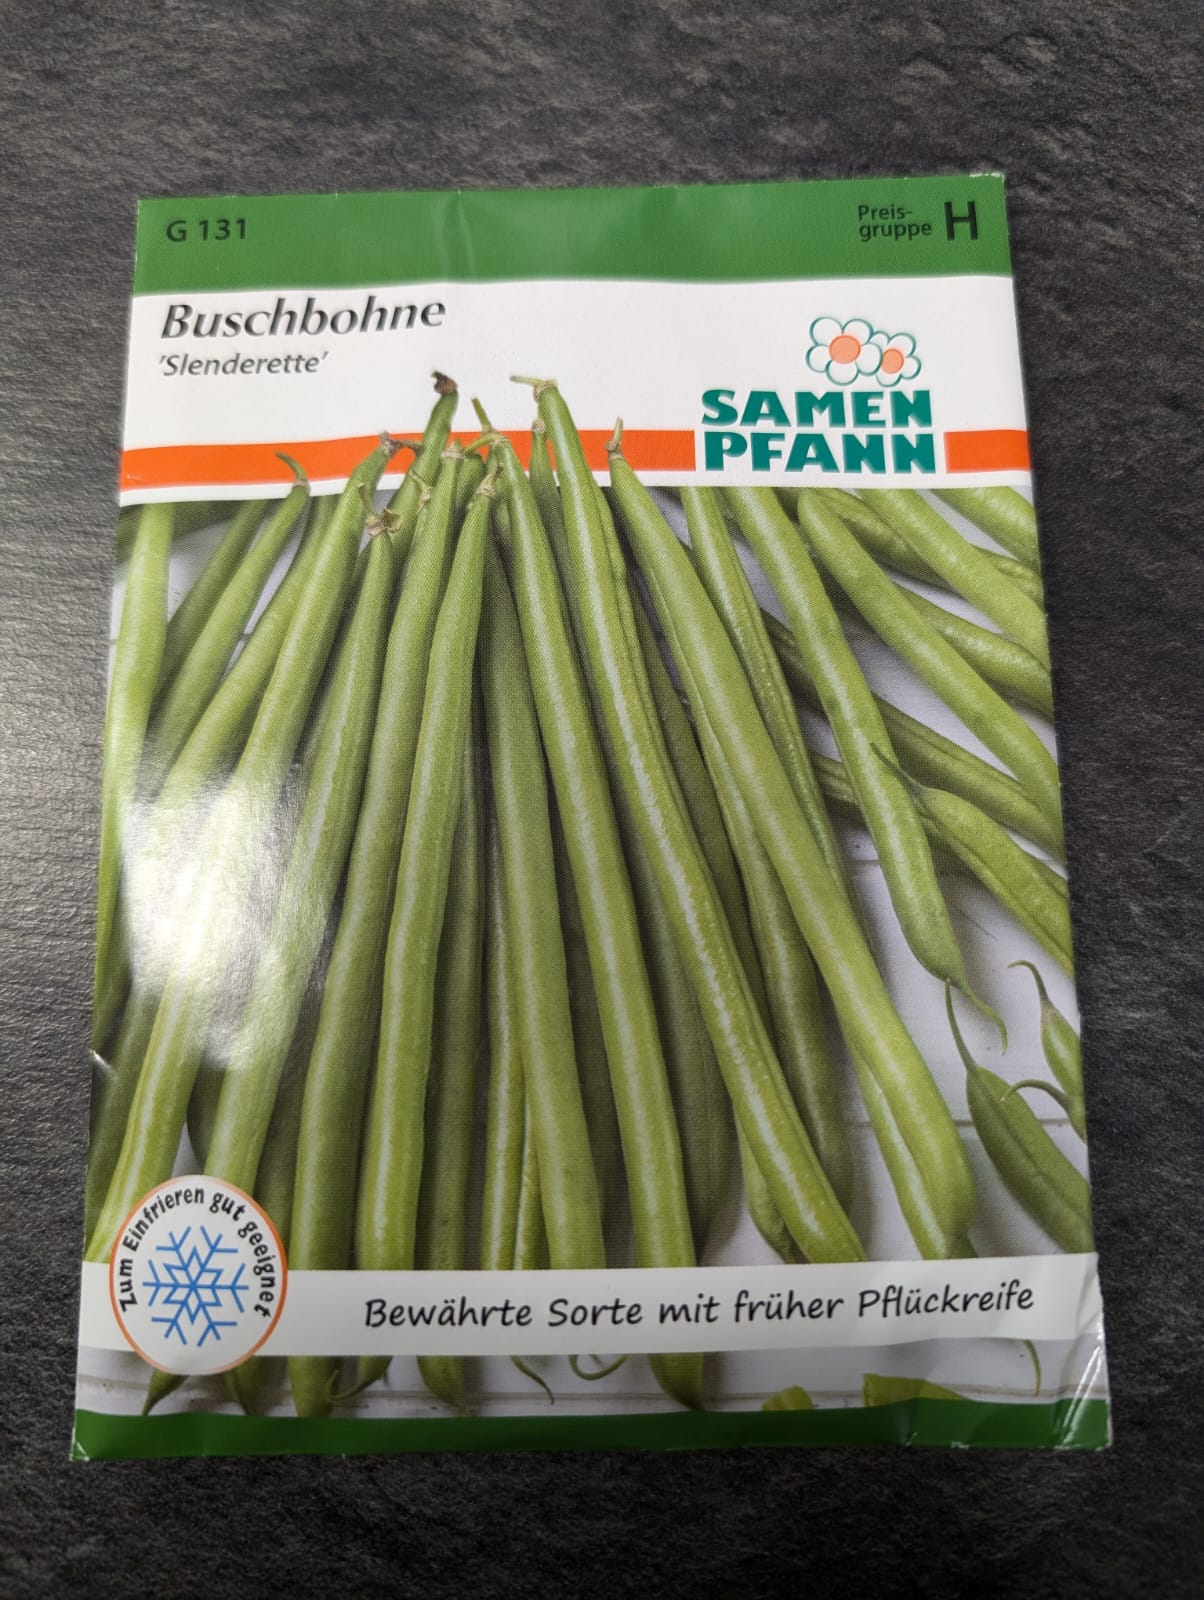 G 131
Preis-
gruppe H
Buschbohne
'Slenderette'
SAMEN
PFANN
Zum Einfrieren gut geeignet
Bewährte Sorte mit früher Pflückreife